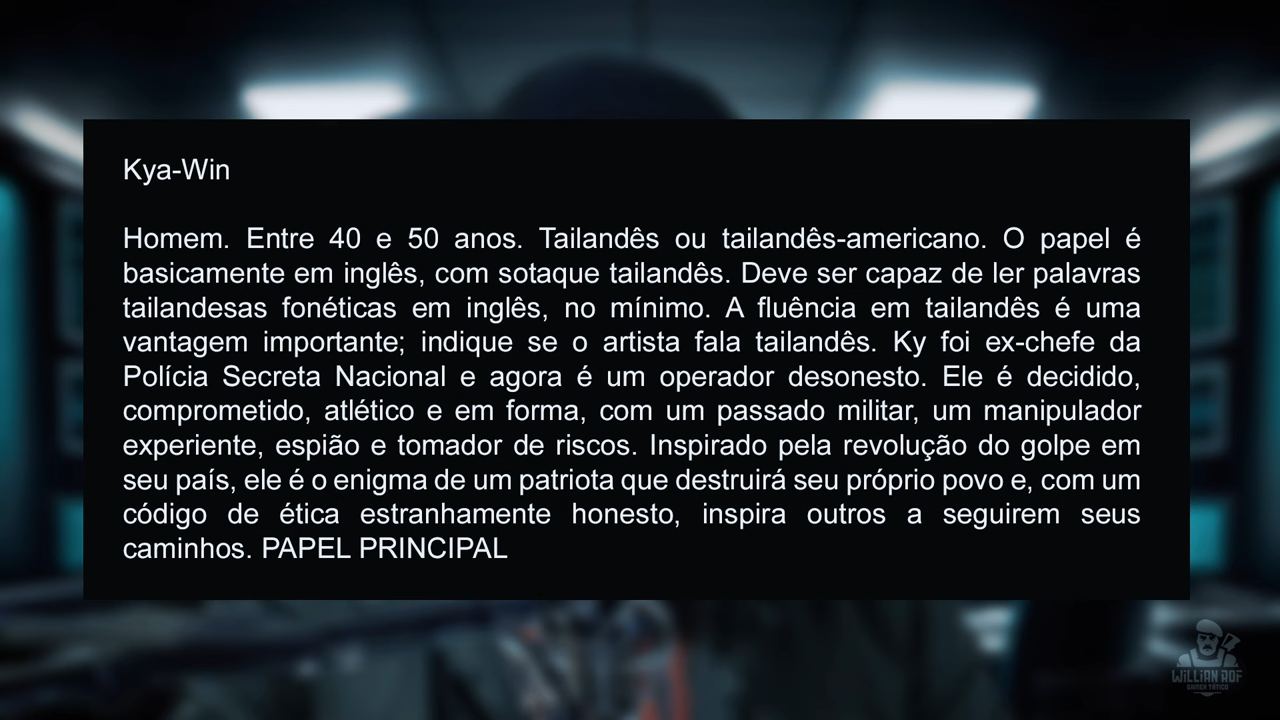 Kya-Win
Homem. Entre 40 e 50 anos. Tailandês ou tailandês-americano. O papel é
basicamente em inglês, com sotaque tailandês. Deve ser capaz de ler palavras
tailandesas fonéticas em inglês, no mínimo. A fluência em tailandês é uma
vantagem importante; indique se o artista fala tailandês. Ky foi ex-chefe da
Polícia Secreta Nacional e agora é um operador desonesto. Ele é decidido,
comprometido, atlético e em forma, com um passado militar, um manipulador
experiente, espião e tomador de riscos. Inspirado pela revolução do golpe em
seu país, ele é o enigma de um patriota que destruirá seu próprio povo e, com um
código de ética estranhamente honesto, inspira outros a seguirem seus
caminhos. PAPEL PRINCIPAL
WILLIAN ROF
GAMER TÁTICO